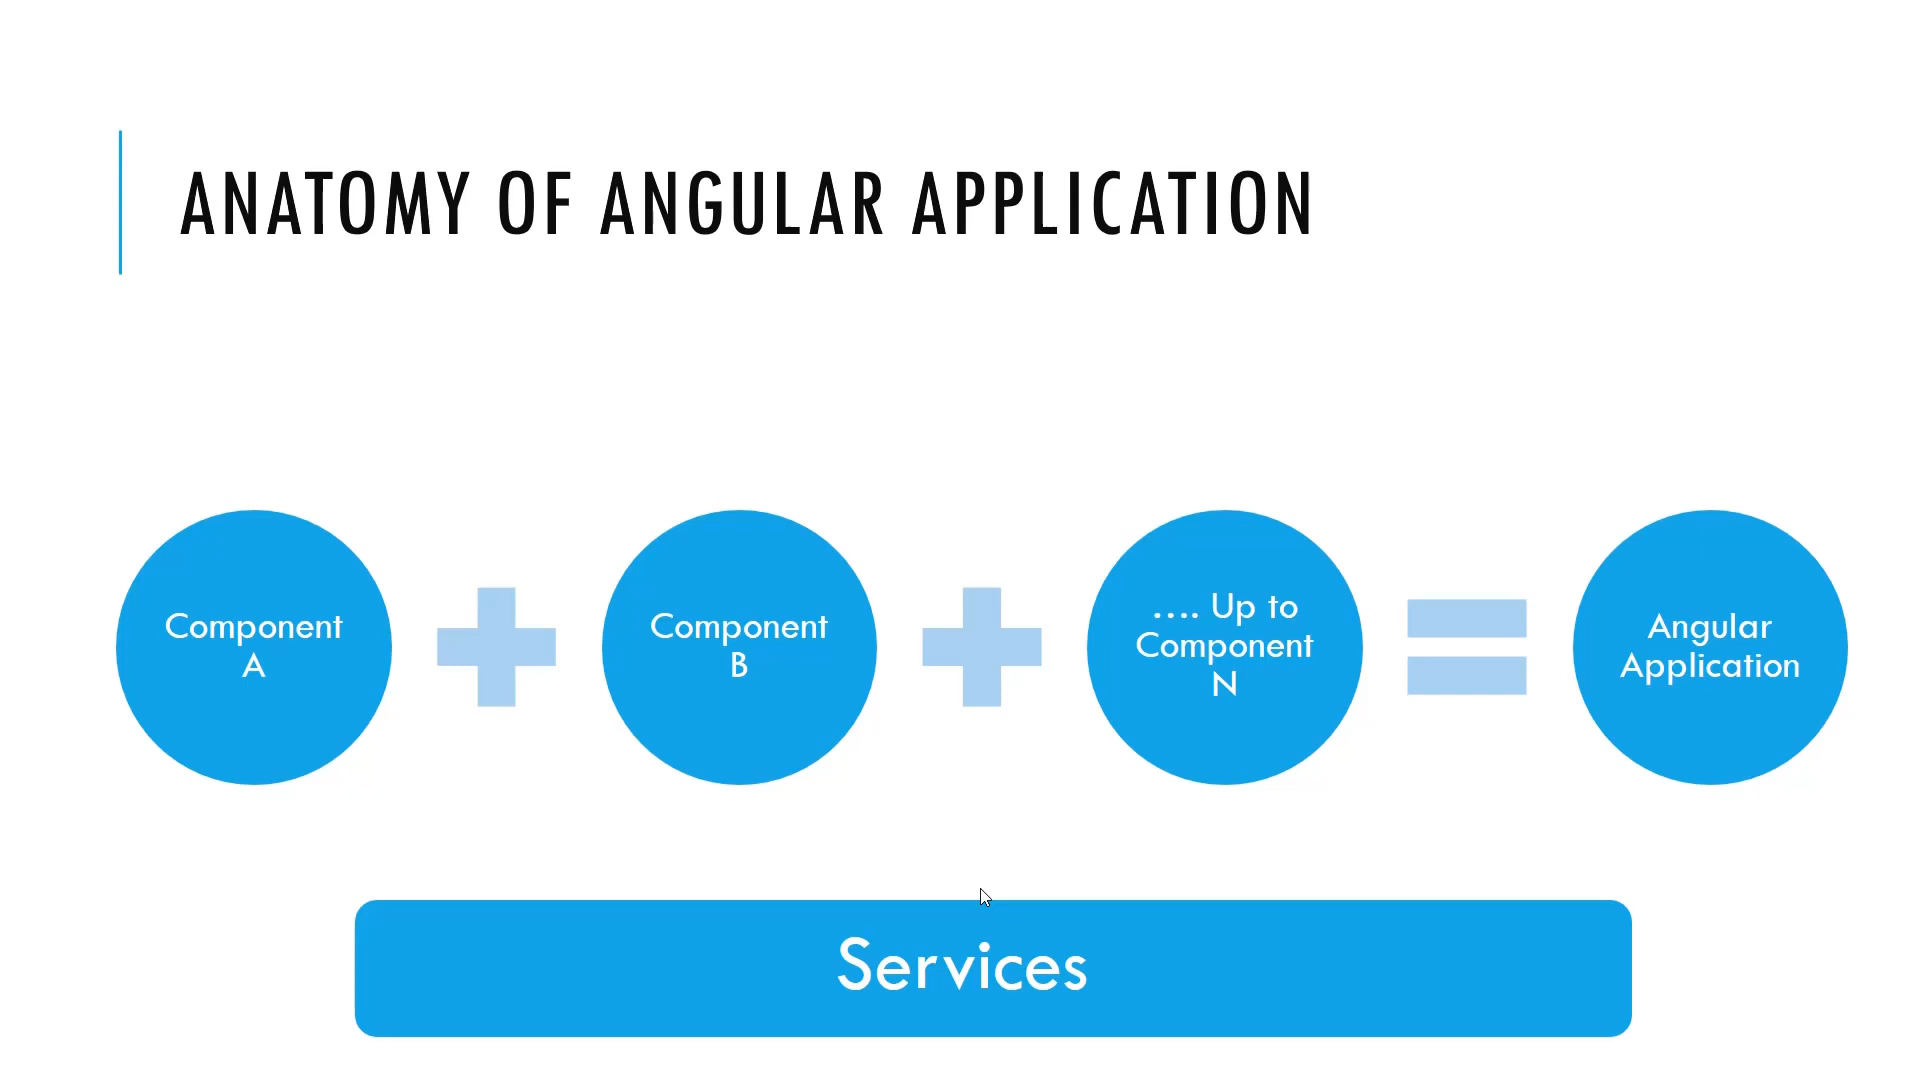 ANATOMY OF ANGULAR APPLICATION
Component
A
Component
B
.... Up to
Component
N
Angular
Application
Services